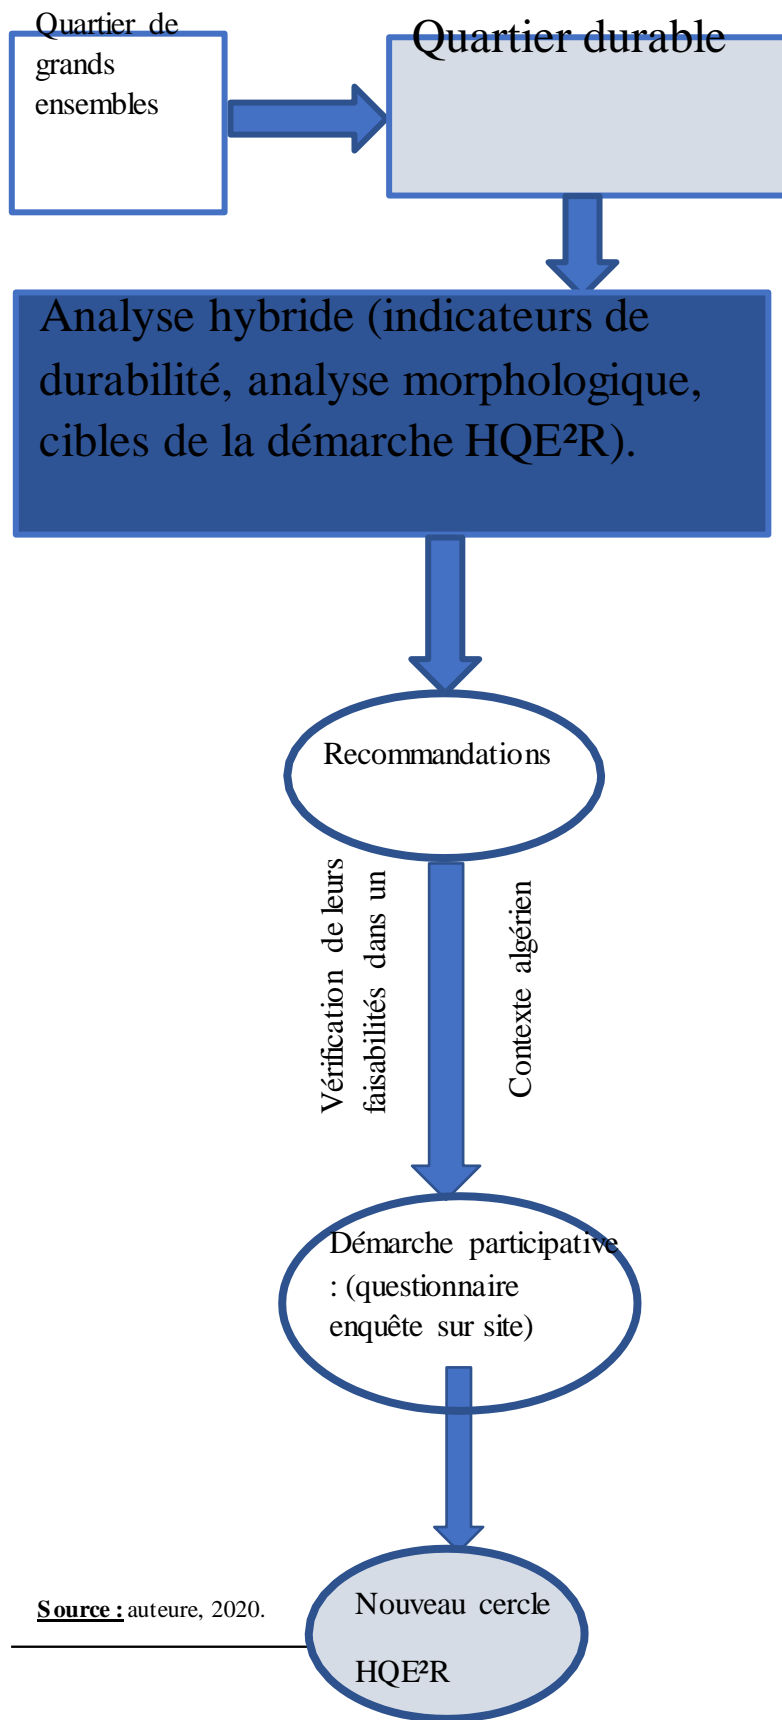 Quartier de
grands
ensembles
Quartier durable
Analyse hybride (indicateurs de
durabilité, analyse morphologique,
cibles de la démarche HQE²R).
Recommandations
Vérification de leurs
faisabilités dans un
Contexte algérien
Démarche participative
: (questionnaire
enquête sur site)
Nouveau cercle
HQE²R
Source : auteure, 2020.